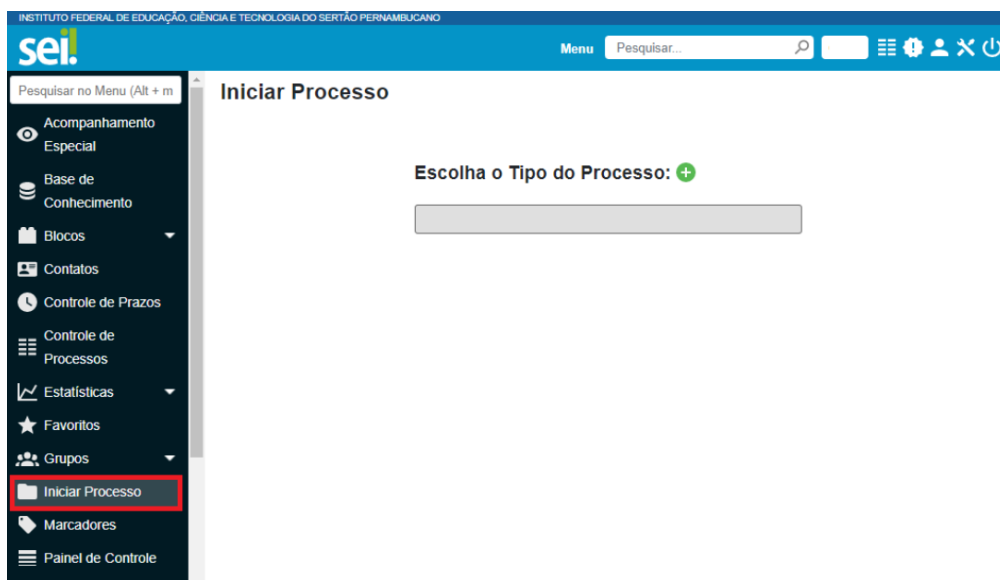 INSTITUTO FEDERAL DE EDUCAÇÃO, CIÊNCIA E TECNOLOGIA DO SERTÃO PERNAMBUCANO
sei!
Menu
Pesquisar...
Pesquisar no Menu (Alt + m
Iniciar Processo
Acompanhamento
Especial
Base de
Conhecimento
Blocos
Contatos
Controle de Prazos
Controle de
Processos
Estatísticas
Favoritos
Grupos
Iniciar Processo
Marcadores
Painel de Controle
Escolha o Tipo do Processo: